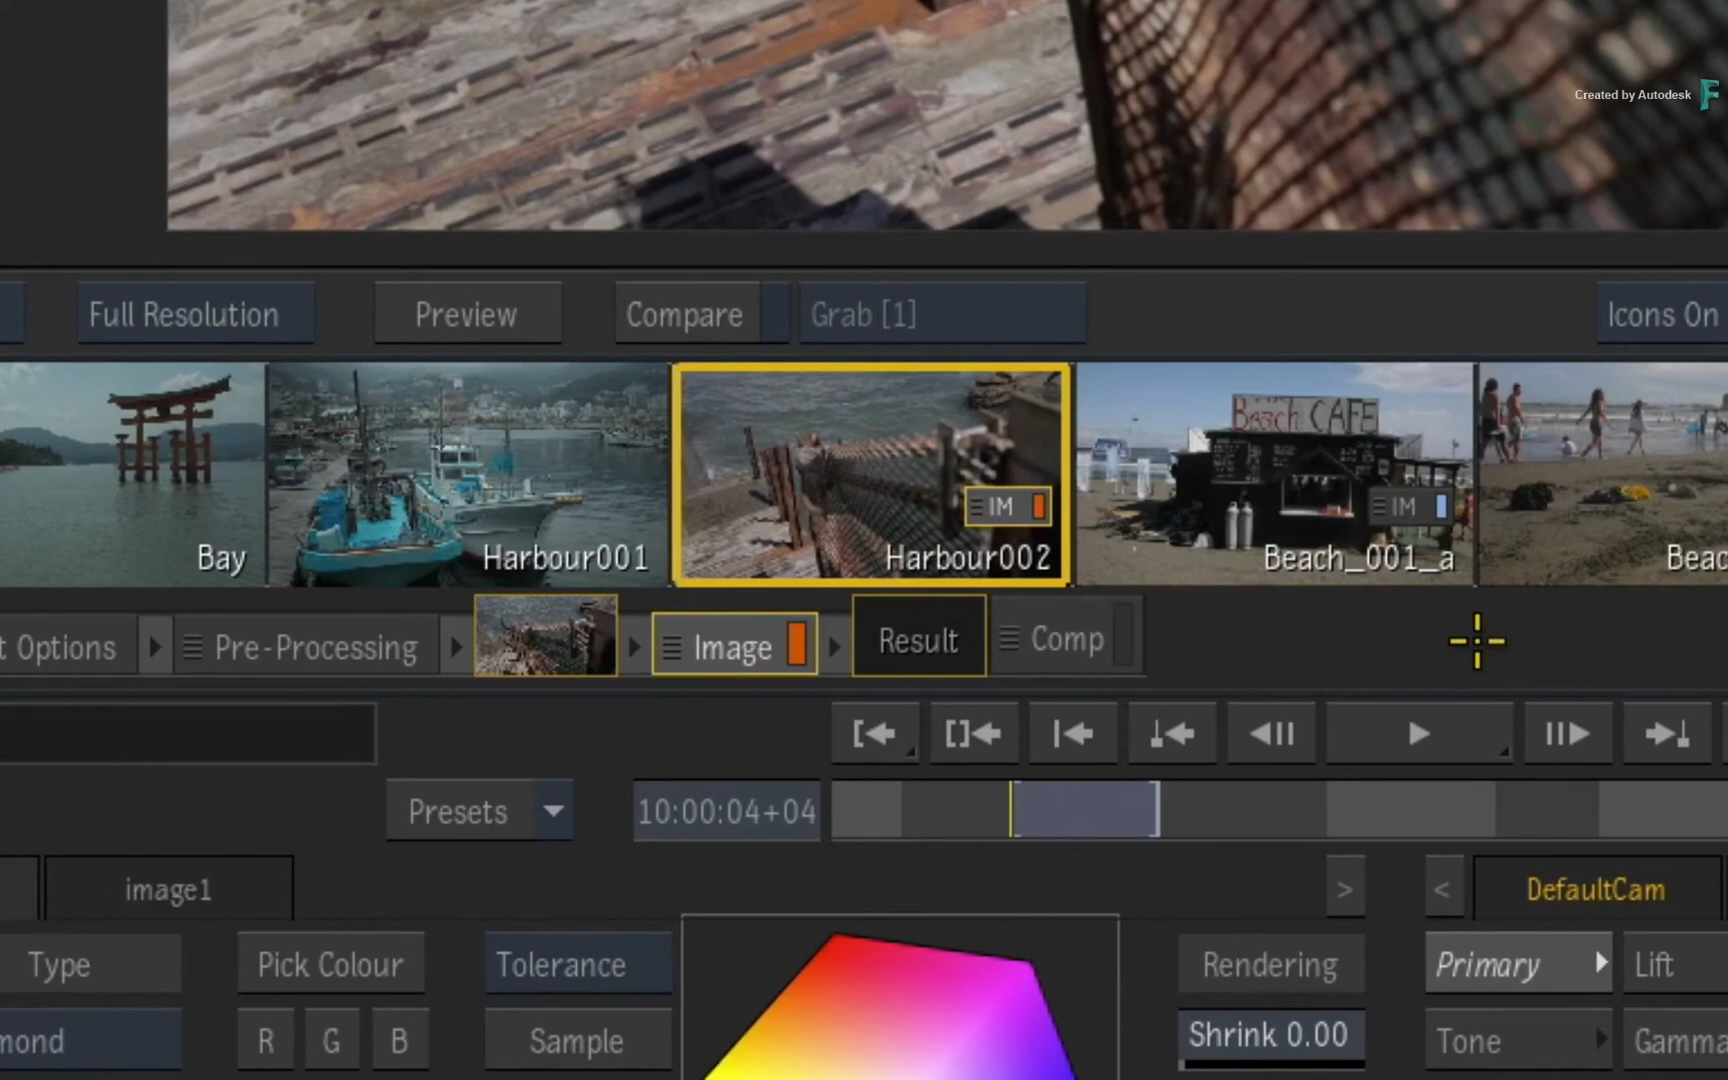 Created by Autodesk
Full Resolution
Preview
Compare
Grab [1]
Icons On
Beach CAFE
IM
IM
Bay
Harbour001
Harbour002
Beach_001_a
Beac
t Options
Pre-Processing
Image
Result
Comp
Presets
10:00:04+04
image1
>
<
DefaultCam
Type
Pick Colour
Tolerance
Rendering
Primary
Lift
mond
R
G
B
Sample
Shrink 0.00
Tone
Gamma